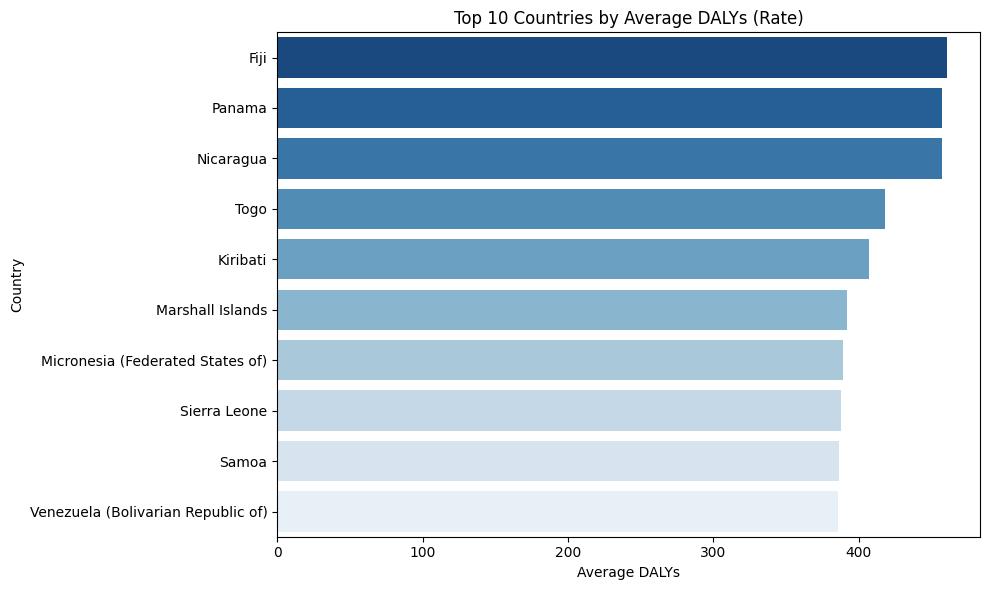 Top 10 Countries by Average DALYs (Rate)
Country
Fiji
Panama
Nicaragua
Togo
Kiribati
Marshall Islands
Micronesia (Federated States of)
Sierra Leone
Samoa
Venezuela (Bolivarian Republic of)
0 100 200 300 400
Average DALYs